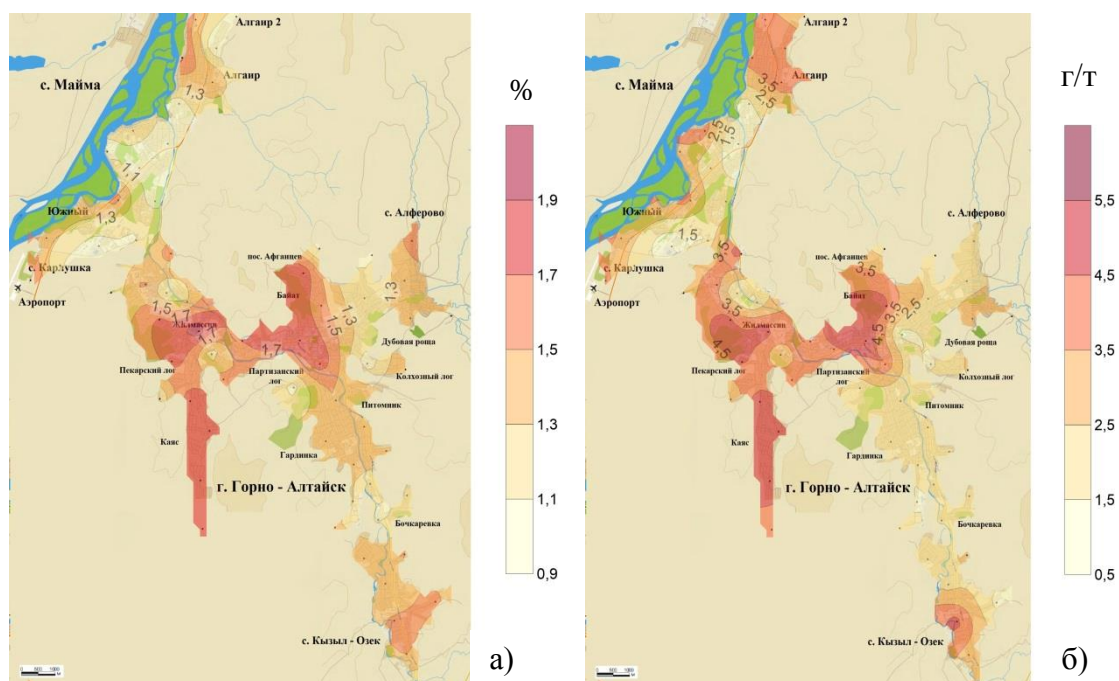 Алгаир 2
Алгаир
с. Майма
1,3
1,1
Южный
1,3
с. Карлушка
Аэропорт
с. Алферово
пос. Афганцев
Байат
1,3
1,3
1,5
1,5
1,7
1,7
Жилмассив
1,7
Дубовая роща
Пекарский лог
Партизанский
лог
Колхозный лог
Питомник
Каяс
Гардинка
г. Горно - Алтайск
Бочкаревка
с. Кызыл - Озек
а)
%
1,9
1,7
1,5
1,3
1,1
0,9
Алгаир 2
Алгаир
3,5
2,5
с. Майма
2,5
1,5
Южный
1,5
с. Карлушка
Аэропорт
3,5
с. Алферово
пос. Афганцев
3,5
Байат
3,5
2,5
3,5
4,5
Жилмассив
4,5
Дубовая роща
Пекарский лог
Партизанский
лог
Колхозный лог
Питомник
Каяс
Гардинка
г. Горно - Алтайск
Бочкаревка
с. Кызыл - Озек
б)
г/т
5,5
4,5
3,5
2,5
1,5
0,5